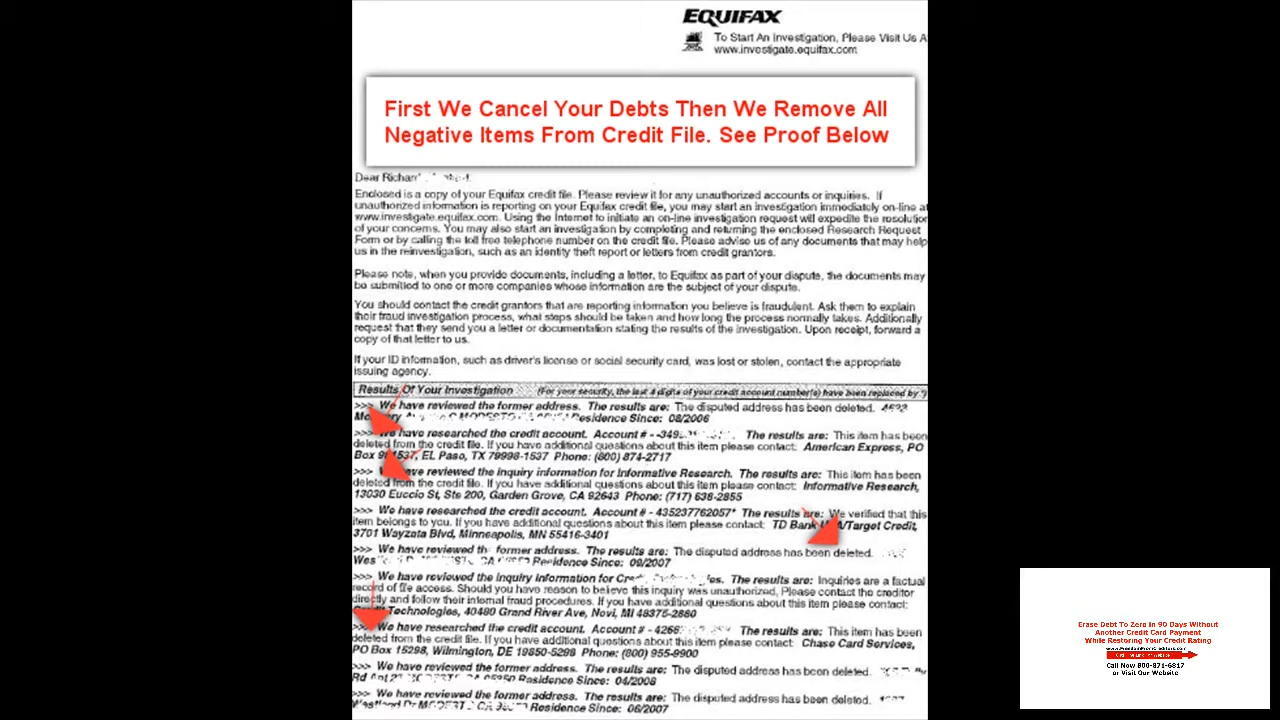 EQUIFAX
To Start An Investigation, Please Visit Us A
www.investigate.equifax.com
First We Cancel Your Debts Then We Remove All
Negative Items From Credit File. See Proof Below
Dear Richard
Enclosed is a copy of your Equifax credit file. Please review it for any unauthorized accounts or inquiries. If
unauthorized information is reporting on your Equifax credit file, you may start an investigation immediately on-line at
www.investigate.equifax.com. Using the Internet to initiate an on-line investigation request will expedite the resolution
of your concerns. You may also start an investigation by completing and returning the enclosed Research Request
Form or by calling the toll free telephone number on the credit file. Please advise us of any documents that may help
us in the reinvestigation, such as an identity theft report or letters from credit grantors.
Please note, when you provide documents, including a letter, to Equifax as part of your dispute, the documents may
be submitted to one or more companies whose information are the subject of your dispute.
You should contact the credit grantors that are reporting information you believe is fraudulent. Ask them to explain
their fraud investigation process, what steps should be taken and how long the process normally takes. Additionally
request that they send you a letter or documentation stating the results of the investigation. Upon receipt, forward a
copy of that letter to us.
If your ID information, such as driver's license or social security card, was lost or stolen, contact the appropriate
issuing agency.
Results Of Your Investigation (For your security, the last 4 digits of your credit account number(s) have been replaced by *)
>>> We have reviewed the former address. The results are: The disputed address has been deleted.
MODESTO Residence Since: 08/2006
>>> We have researched the credit account. Account # - The results are: This item has been
deleted from the credit file. If you have additional questions about this item please contact: American Express, PO
Box EL Paso, TX 79998-1537 Phone: (800) 874-2717
>>> We have reviewed the inquiry information for Informative Research. The results are: This item has been
deleted from the credit file. If you have additional questions about this item please contact: Informative Research,
13030 Euccio St, Ste 200, Garden Grove, CA 92643 Phone: (717) 638-2855
>>> We have researched the credit account. Account # - 435237762057* The results are: We verified that this
item belongs to you. If you have additional questions about this item please contact: TD Bank Credit,
3701 Wayzata Blvd, Minneapolis, MN 55416-3401
>>> We have reviewed the former address. The results are: The disputed address has been deleted.
Residence Since: 09/2007
>>> We have reviewed the inquiry information for The results are: Inquiries are a factual
record of file access. Should you have reason to believe this inquiry was unauthorized, Please contact the creditor
directly and follow their internal fraud procedures. If you have additional questions about this item please contact:
Technologies, 40480 Grand River Ave, Novi, MI 48375-2880
>>> We have researched the credit account. Account # - The results are: This item has been
deleted from the credit file. If you have additional questions about this item please contact: Chase Card Services,
PO Box 15298, Wilmington, DE 19850-5298 Phone: (800) 955-9900
>>> We have reviewed the former address. The results are: The disputed address has been deleted.
Residence Since: 04/2008
>>> We have reviewed the former address. The results are: The disputed address has been deleted.
MODESTO CA Residence Since: 06/2007
Erase Debt To Zero In 90 Days Without
Another Credit Card Payment
While Restoring Your Credit Rating
Call Now 800-871-6817
or Visit Our Website